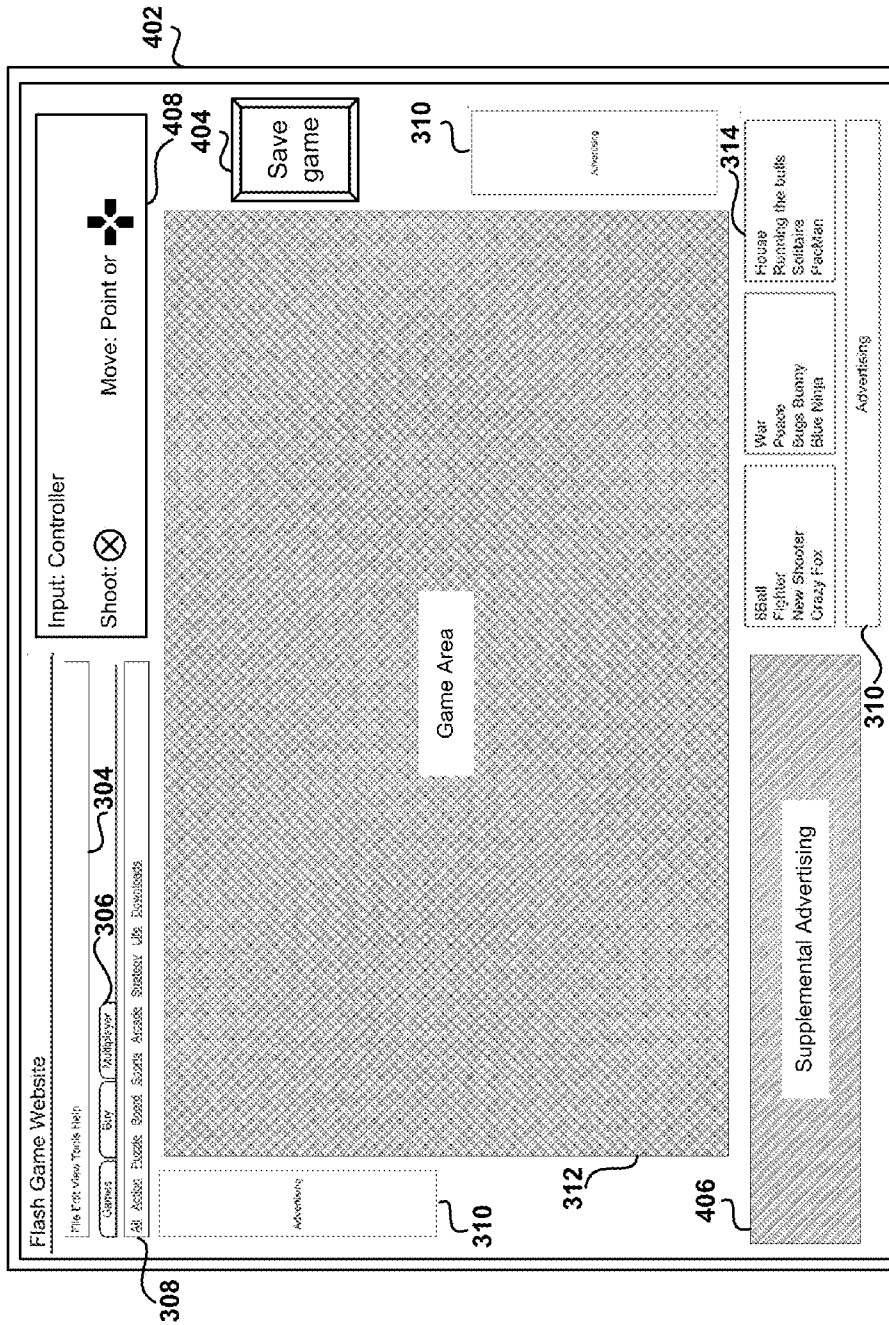 Flash Game Website
File Edit View Tools Help
304
306
Games Buy Multiplayer
308
All Action Puzzle Board Sports Arcade Strategy Life Downloads
Input: Controller
Shoot:
Move: Point or
408
402
404
Save
game
Advertising
310
312
Game Area
310
Advertising
406
Supplemental Advertising
8Ball
Fighter
New Shooter
Crazy Fox
War
Peace
Bugs Bunny
Blue Ninja
314
House
Running the bulls
Solitaire
PacMan
310
Advertising